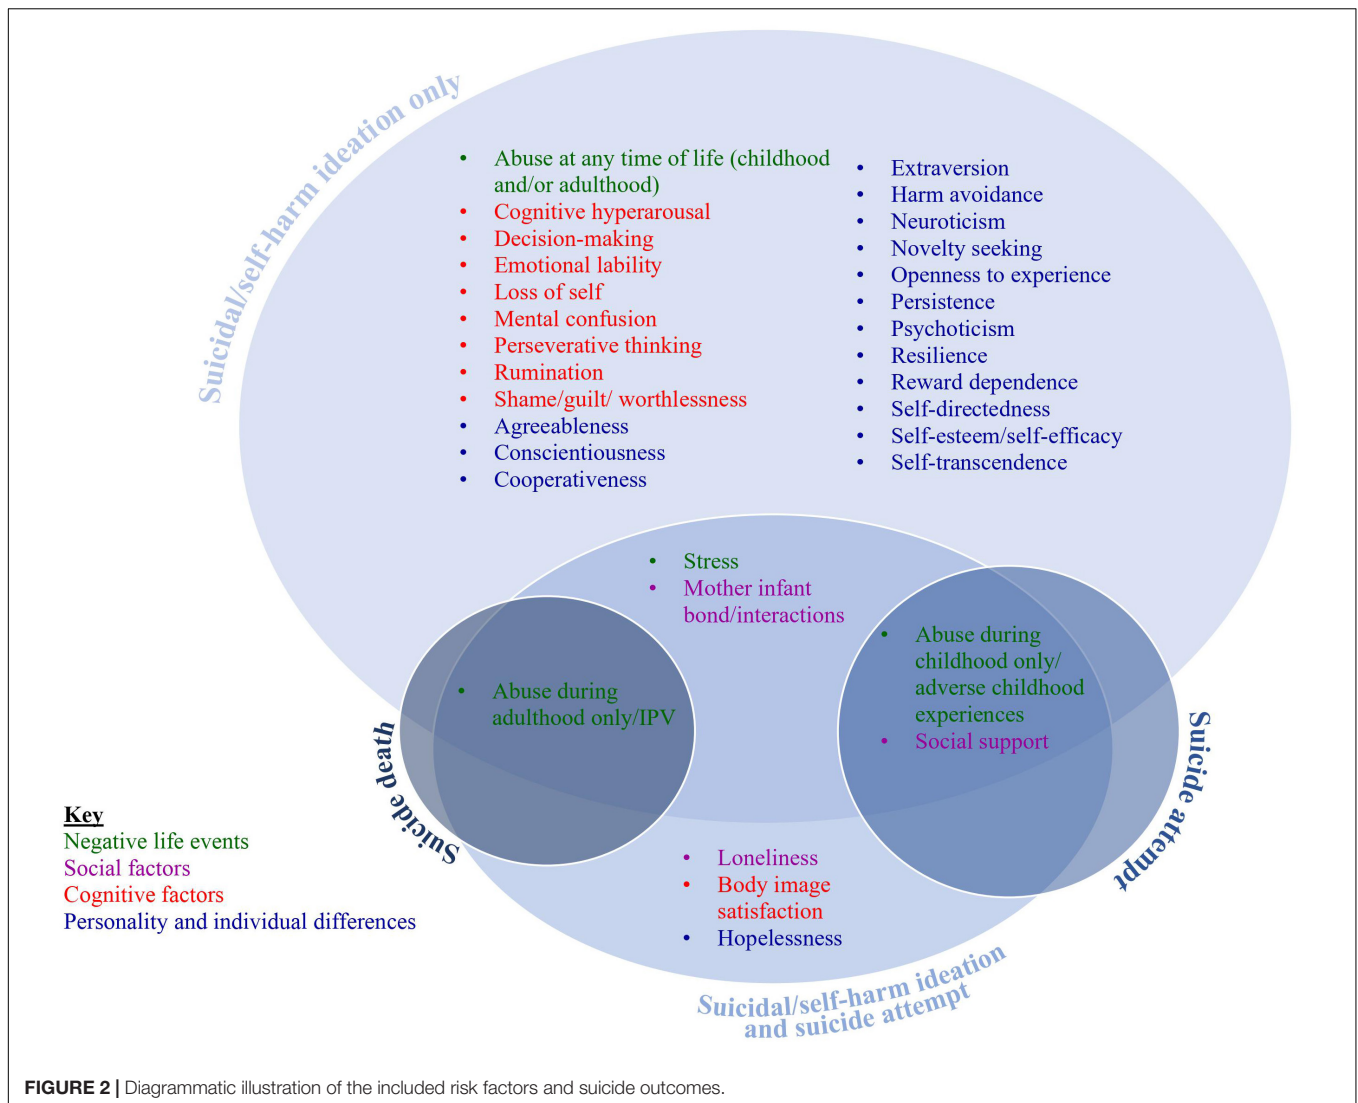 Suicidal/self-harm ideation only
• Abuse at any time of life (childhood
and/or adulthood)
• Cognitive hyperarousal
• Decision-making
• Emotional lability
• Loss of self
• Mental confusion
• Perseverative thinking
• Rumination
• Shame/guilt/ worthlessness
• Agreeableness
• Conscientiousness
• Cooperativeness
• Extraversion
• Harm avoidance
• Neuroticism
• Novelty seeking
• Openness to experience
• Persistence
• Psychoticism
• Resilience
• Reward dependence
• Self-directedness
• Self-esteem/self-efficacy
• Self-transcendence
• Stress
• Mother infant
bond/interactions
• Abuse during
adulthood only/IPV
• Abuse during
childhood only/
adverse childhood
experiences
• Social support
Suicide death
Suicide attempt
• Loneliness
• Body image
satisfaction
• Hopelessness
Suicidal/self-harm ideation
and suicide attempt
Key
Negative life events
Social factors
Cognitive factors
Personality and individual differences
FIGURE 2 | Diagrammatic illustration of the included risk factors and suicide outcomes.